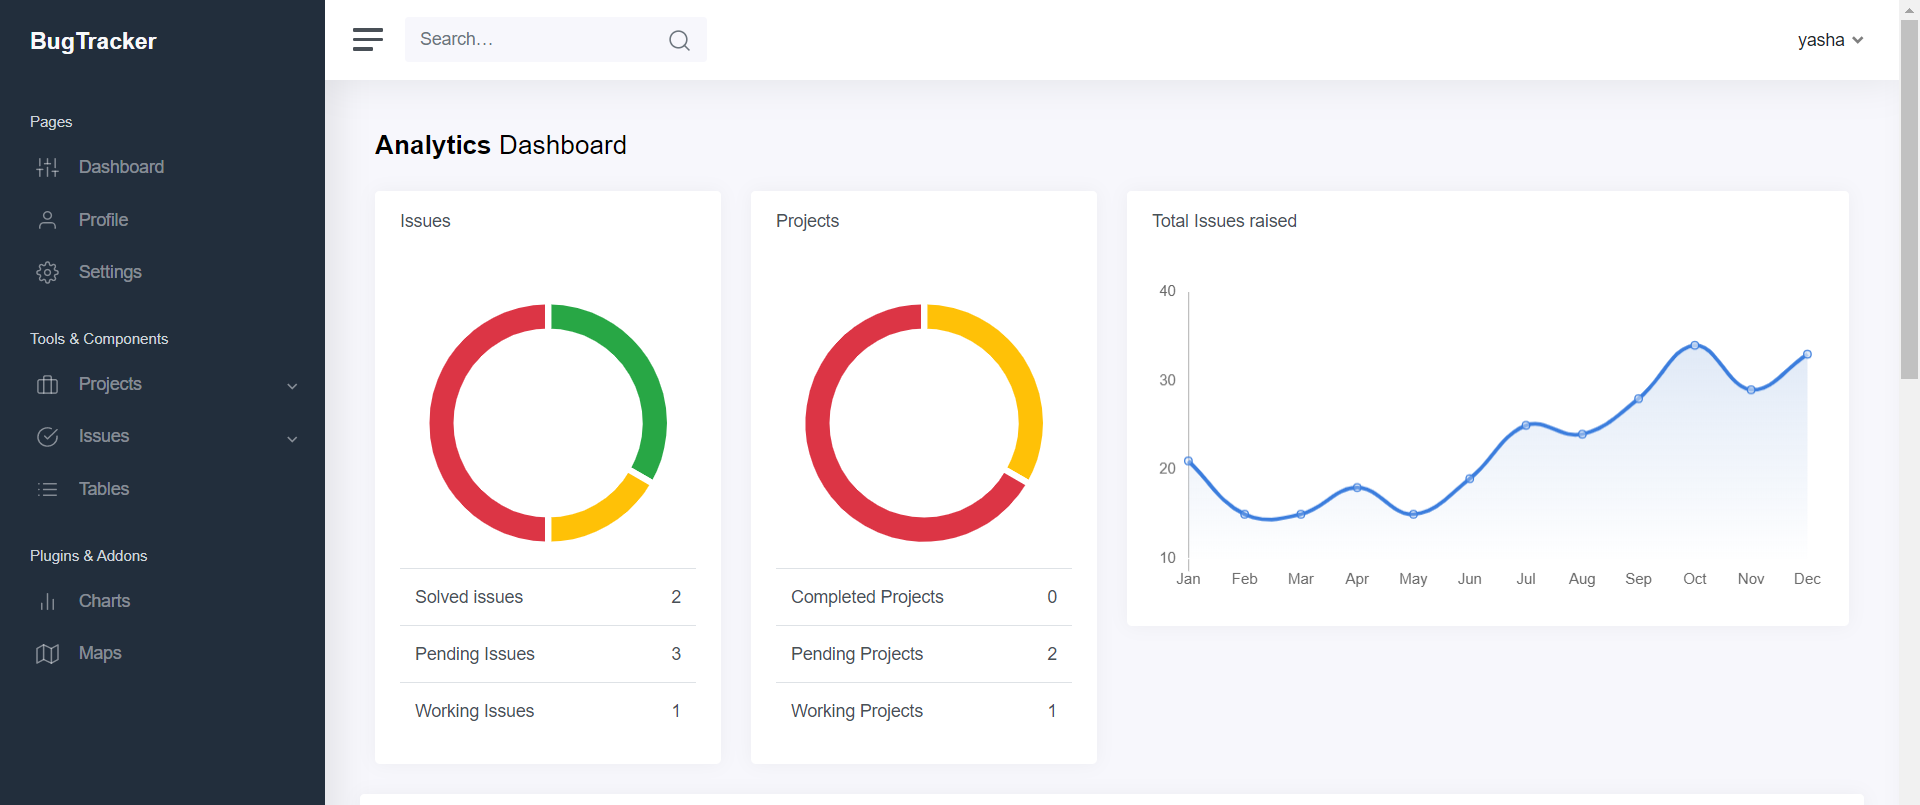 BugTracker
Search...
yasha
Pages
Dashboard
Profile
Settings
Tools & Components
Projects
Issues
Tables
Plugins & Addons
Charts
Maps
Analytics Dashboard
Issues
Solved issues 2
Pending Issues 3
Working Issues 1
Projects
Completed Projects 0
Pending Projects 2
Working Projects 1
Total Issues raised
40
30
20
10
Jan Feb Mar Apr May Jun Jul Aug Sep Oct Nov Dec